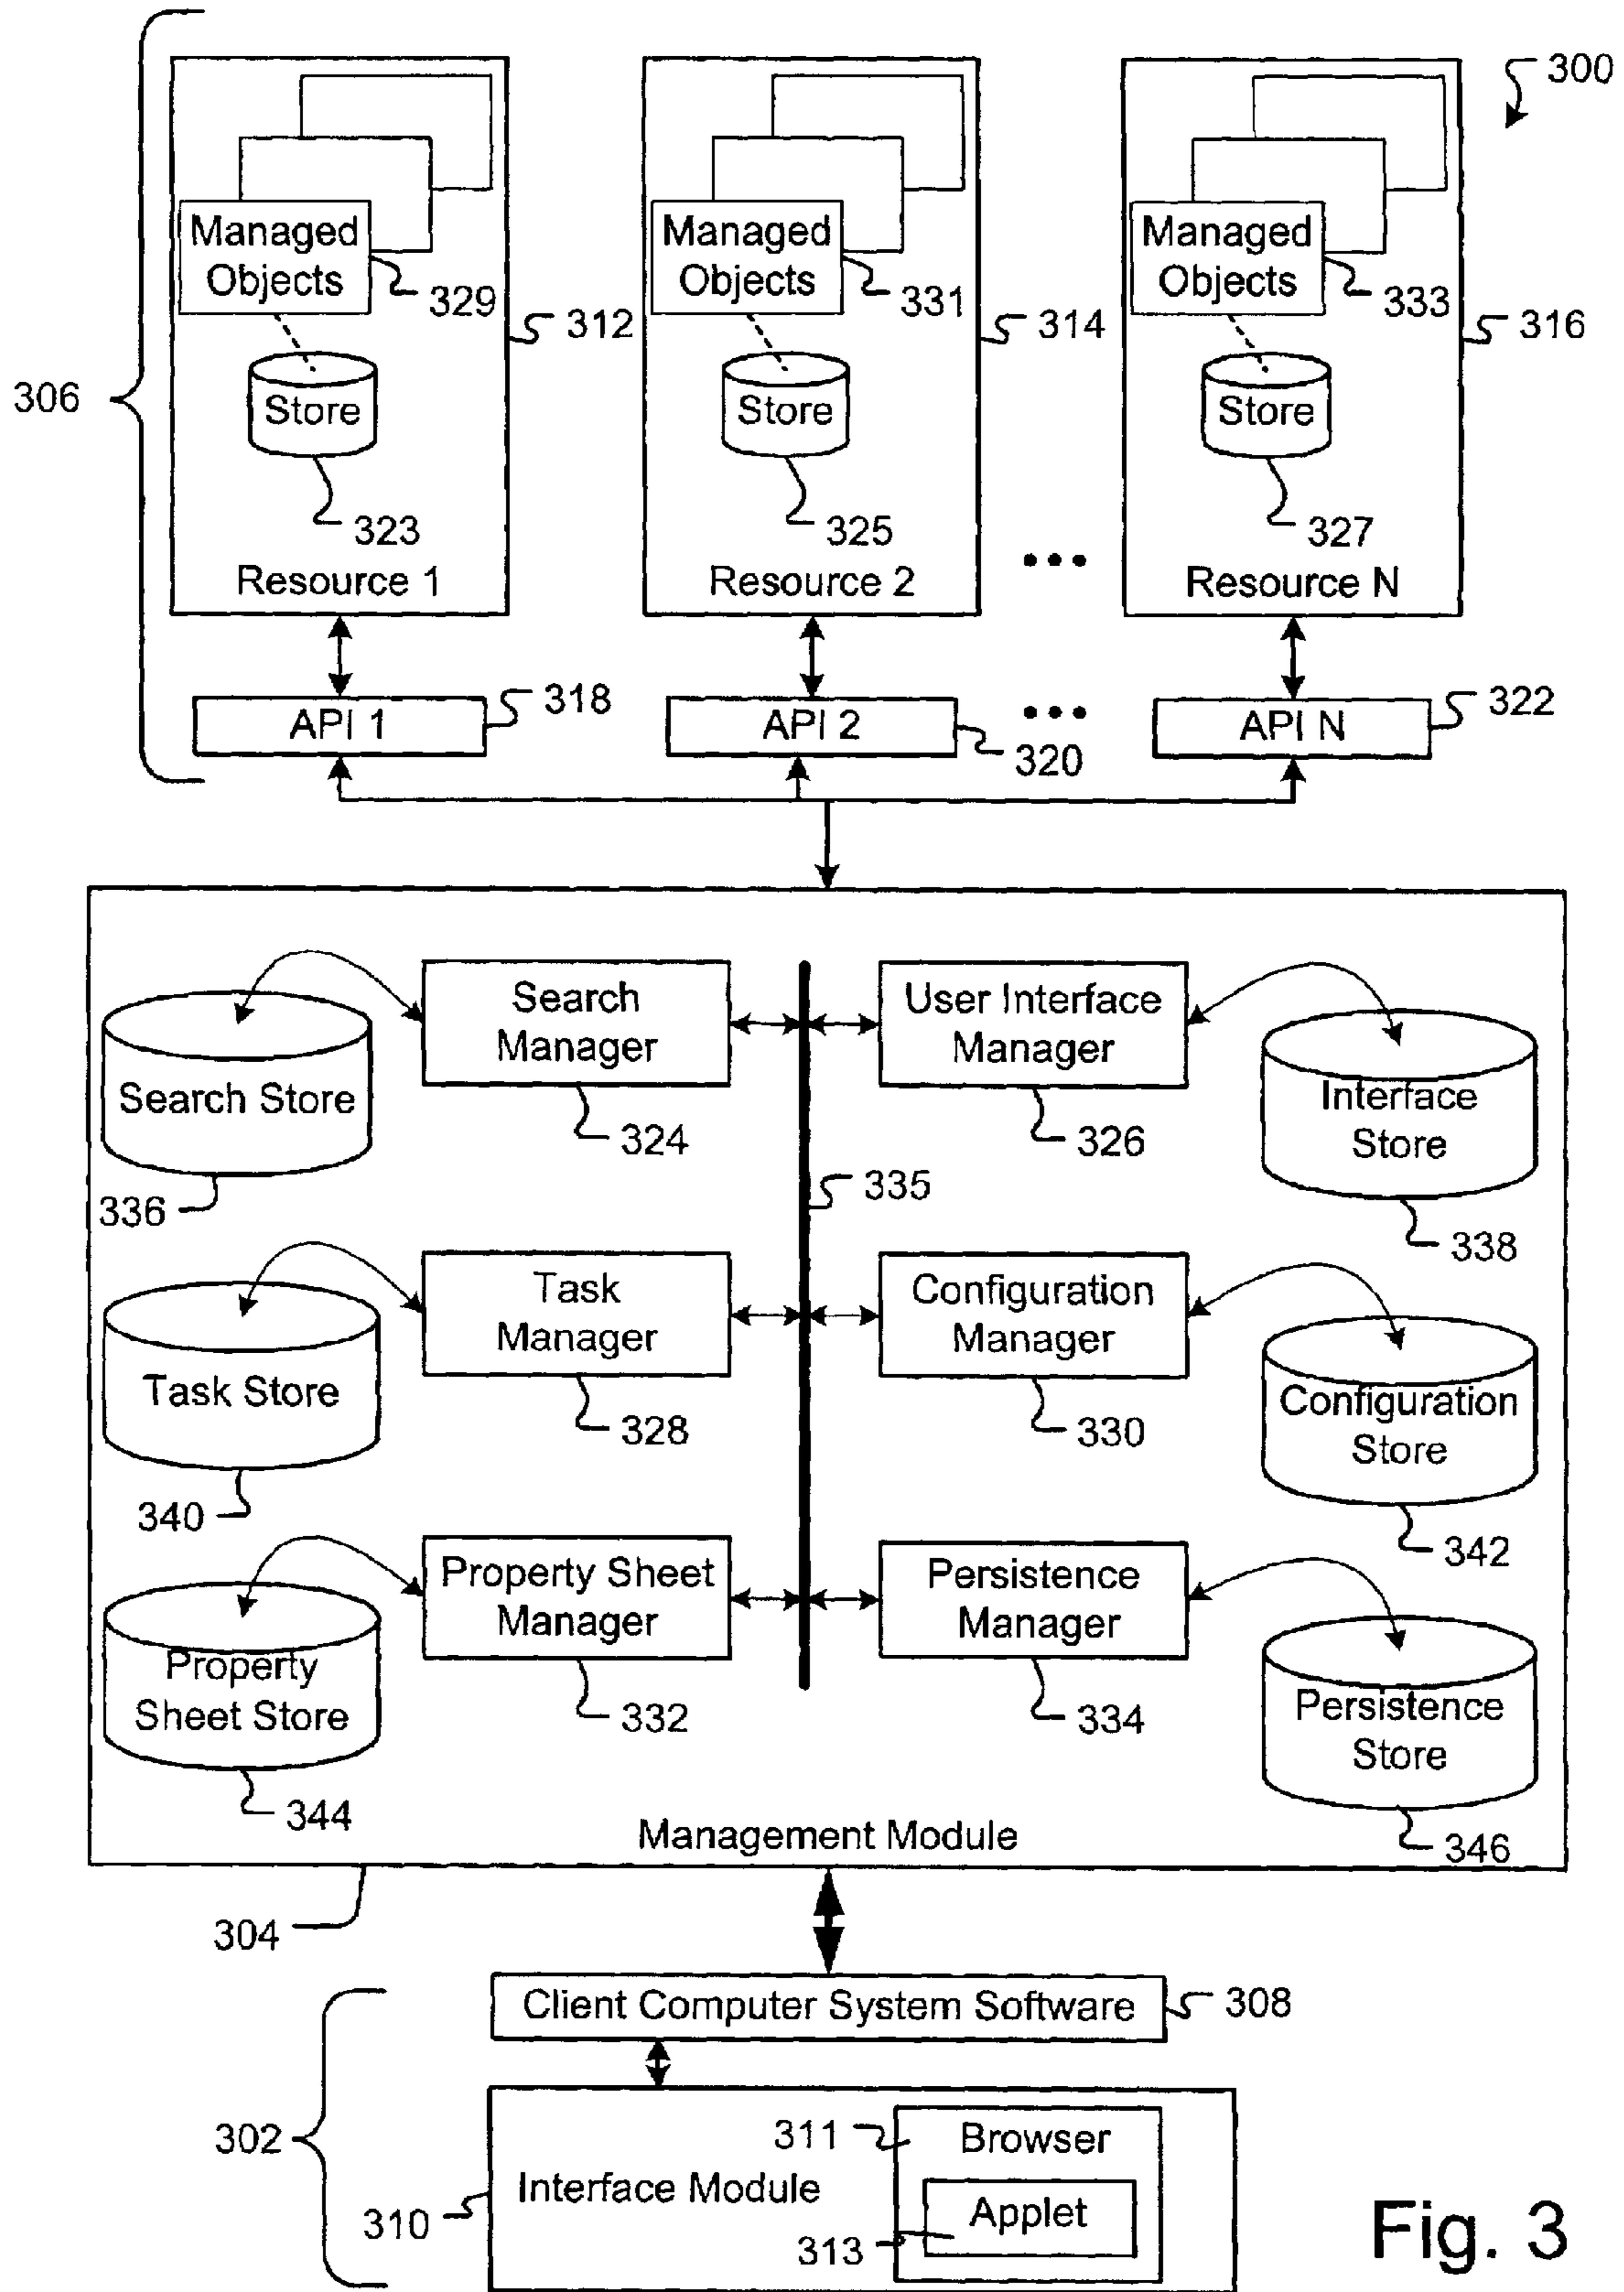 300
306
Managed
Objects
329
312
Store
323
Resource 1
Managed
Objects
331
314
Store
325
Resource 2
•••
Managed
Objects
333
316
Store
327
Resource N
API 1
318
API 2
320
•••
API N
322
Search
Manager
324
Search Store
336
User Interface
Manager
326
Interface
Store
338
335
Task
Manager
328
Task Store
340
Configuration
Manager
330
Configuration
Store
342
Property Sheet
Manager
332
Property
Sheet Store
344
Persistence
Manager
334
Persistence
Store
346
Management Module
304
Client Computer System Software
308
302
Interface Module
310
311
Browser
Applet
313
Fig. 3